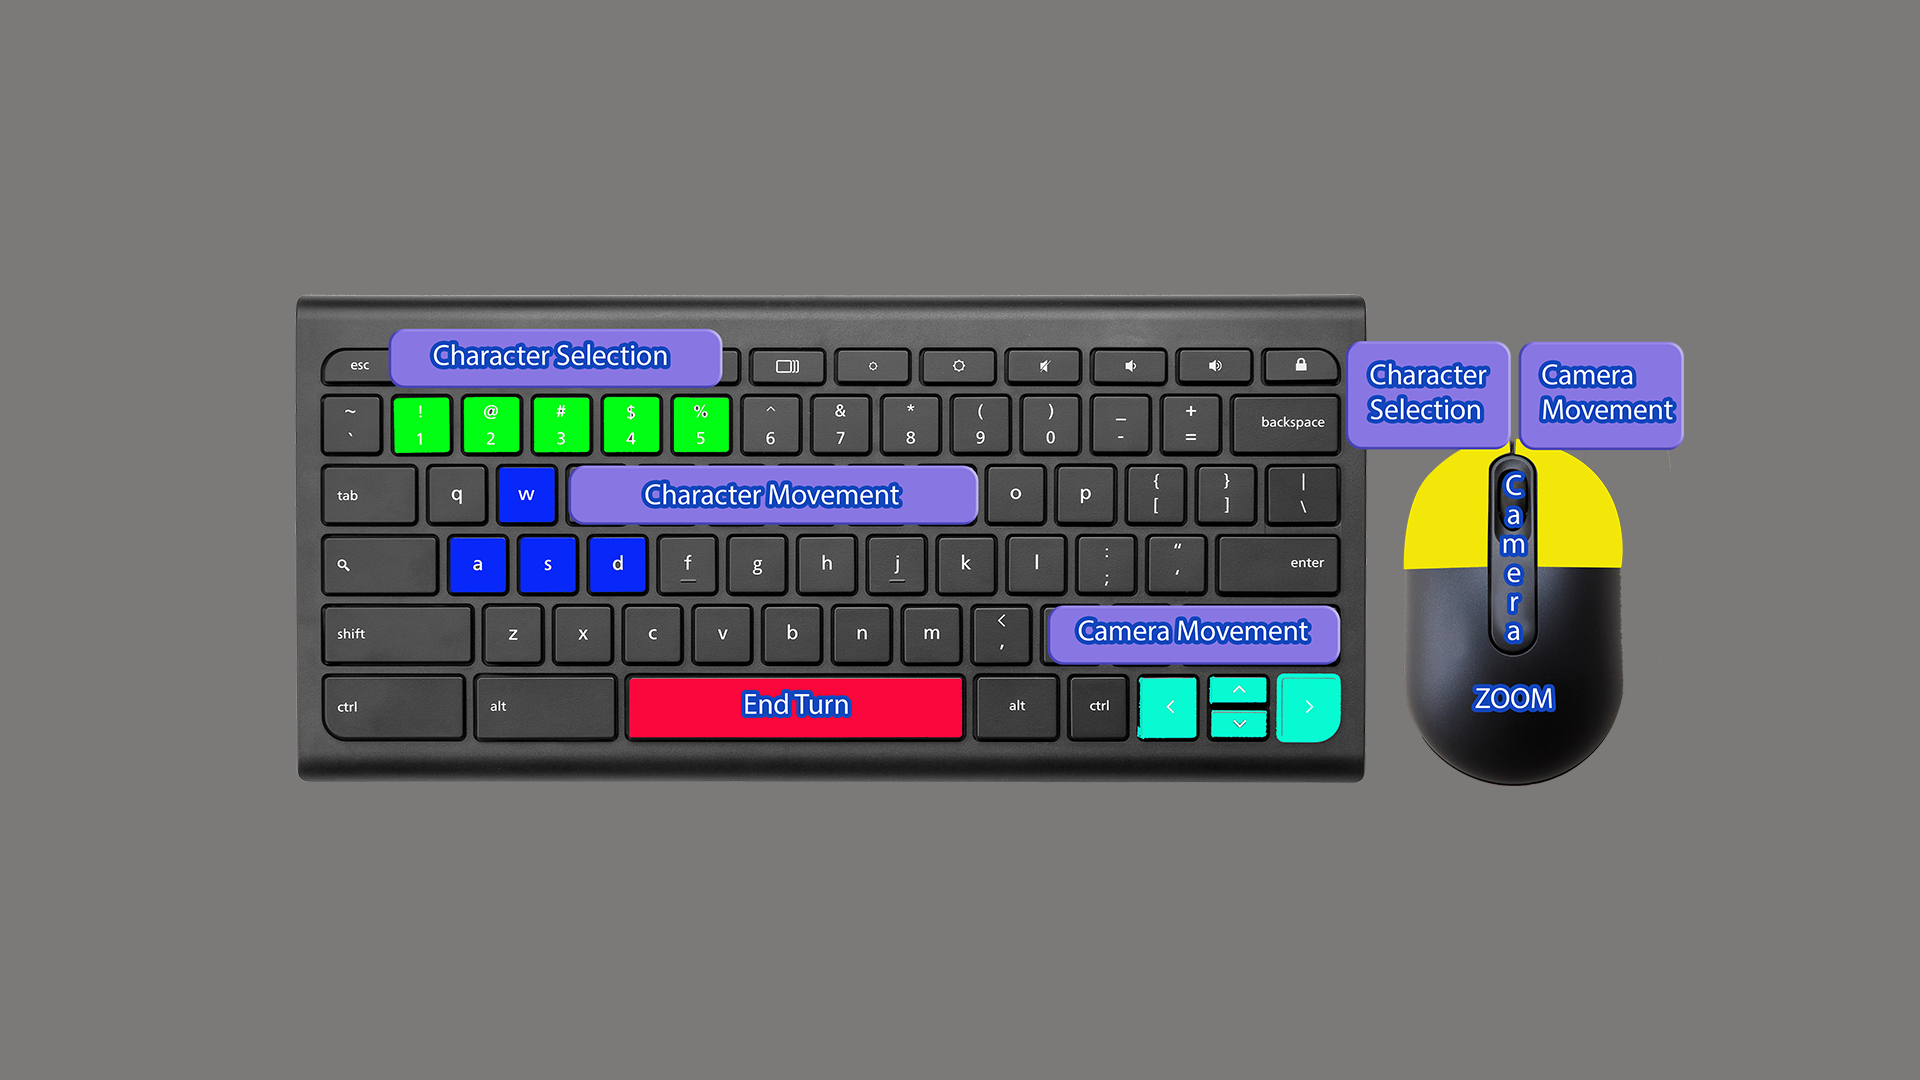 esc Character Selection
~ ! @ # $ % ^ & * ( ) _ +
` 1 2 3 4 5 6 7 8 9 0 - = backspace
tab q w Character Movement o p { [ } ] | \
a s d f g h j k l : ; " ' enter
shift z x c v b n m < , Camera Movement
ctrl alt End Turn alt ctrl < ^ v >
Character
Selection
Camera
Movement
Camera
ZOOM